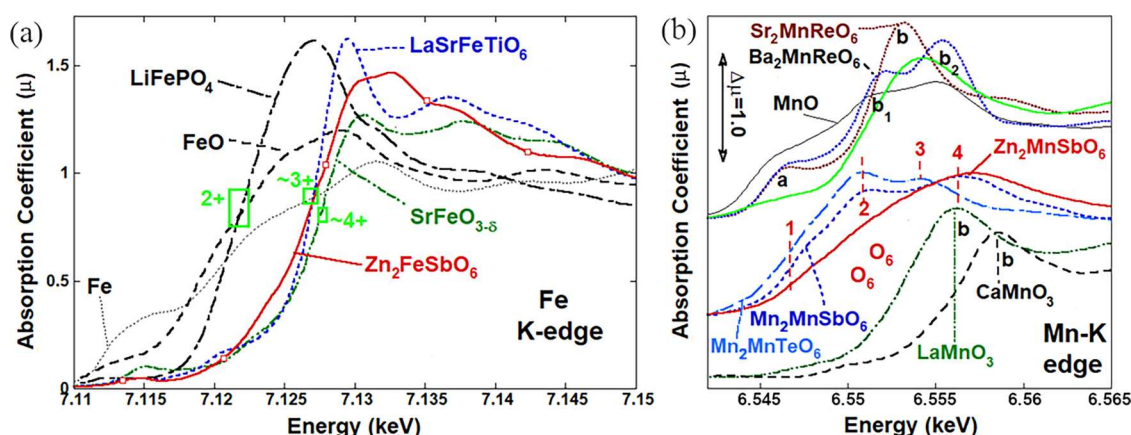 (a)
Absorption Coefficient (μ)
1.5
1
0.5
0
LaSrFeTiO6
LiFePO4
FeO
~3+
2+
~4+
SrFeO3-δ
Zn2FeSbO6
Fe
Fe
K-edge
7.11
7.115
7.12
7.125
7.13
7.135
7.14
7.145
7.15
Energy (keV)
(b)
Absorption Coefficient (μ)
Δμ=1.0
Sr2MnReO6
b
Ba2MnReO6
b2
MnO
b1
a
3
4
Zn2MnSbO6
2
1
O6
O6
b
b
CaMnO3
Mn2MnSbO6
Mn2MnTeO6
LaMnO3
Mn-K
edge
6.545
6.55
6.555
6.56
6.565
Energy (keV)